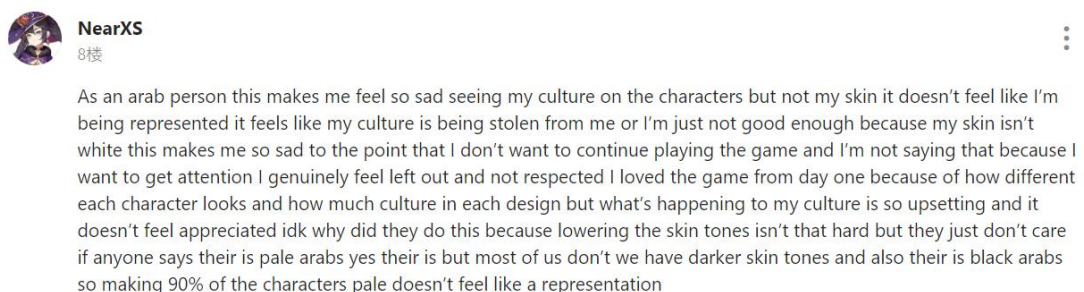 NearXS
8楼
As an arab person this makes me feel so sad seeing my culture on the characters but not my skin it doesn't feel like I'm
being represented it feels like my culture is being stolen from me or I'm just not good enough because my skin isn't
white this makes me so sad to the point that I don't want to continue playing the game and I'm not saying that because I
want to get attention I genuinely feel left out and not respected I loved the game from day one because of how different
each character looks and how much culture in each design but what's happening to my culture is so upsetting and it
doesn't feel appreciated idk why did they do this because lowering the skin tones isn't that hard but they just don't care
if anyone says their is pale arabs yes their is but most of us don't we have darker skin tones and also their is black arabs
so making 90% of the characters pale doesn't feel like a representation